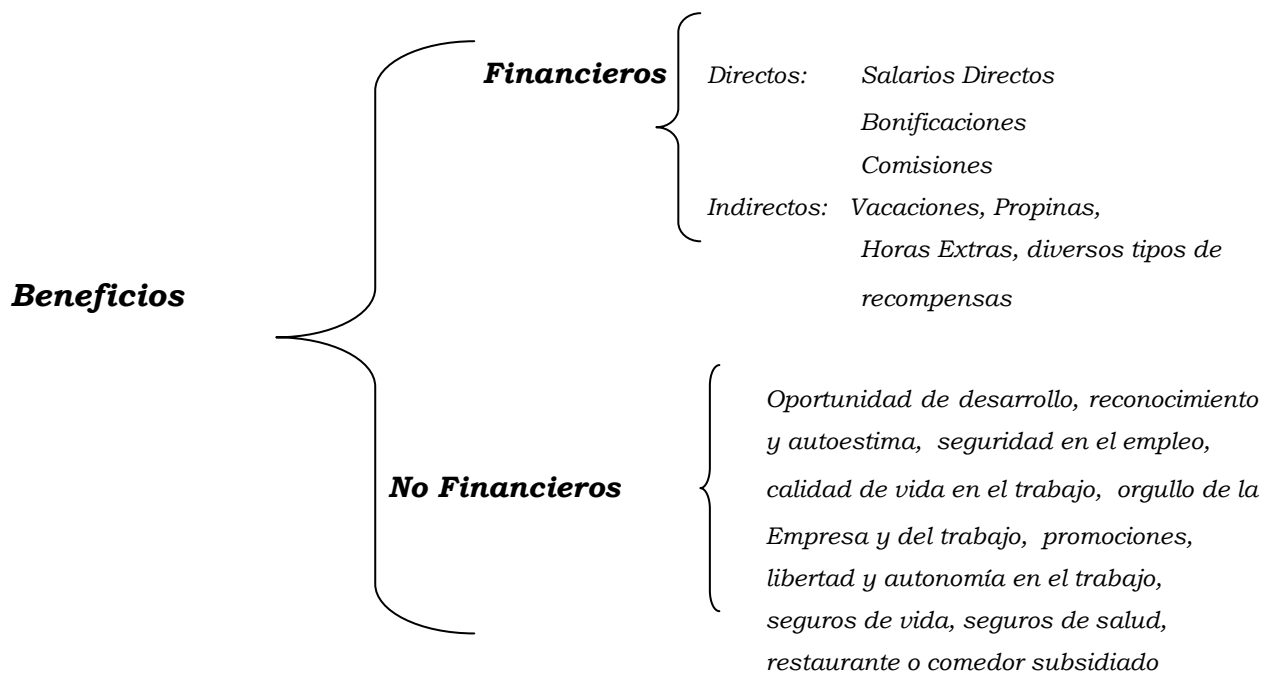 Financieros
Directos: Salarios Directos
Bonificaciones
Comisiones
Indirectos: Vacaciones, Propinas,
Horas Extras, diversos tipos de
recompensas
Beneficios
Oportunidad de desarrollo, reconocimiento
y autoestima, seguridad en el empleo,
No Financieros
calidad de vida en el trabajo, orgullo de la
Empresa y del trabajo, promociones,
libertad y autonomía en el trabajo,
seguros de vida, seguros de salud,
restaurante o comedor subsidiado